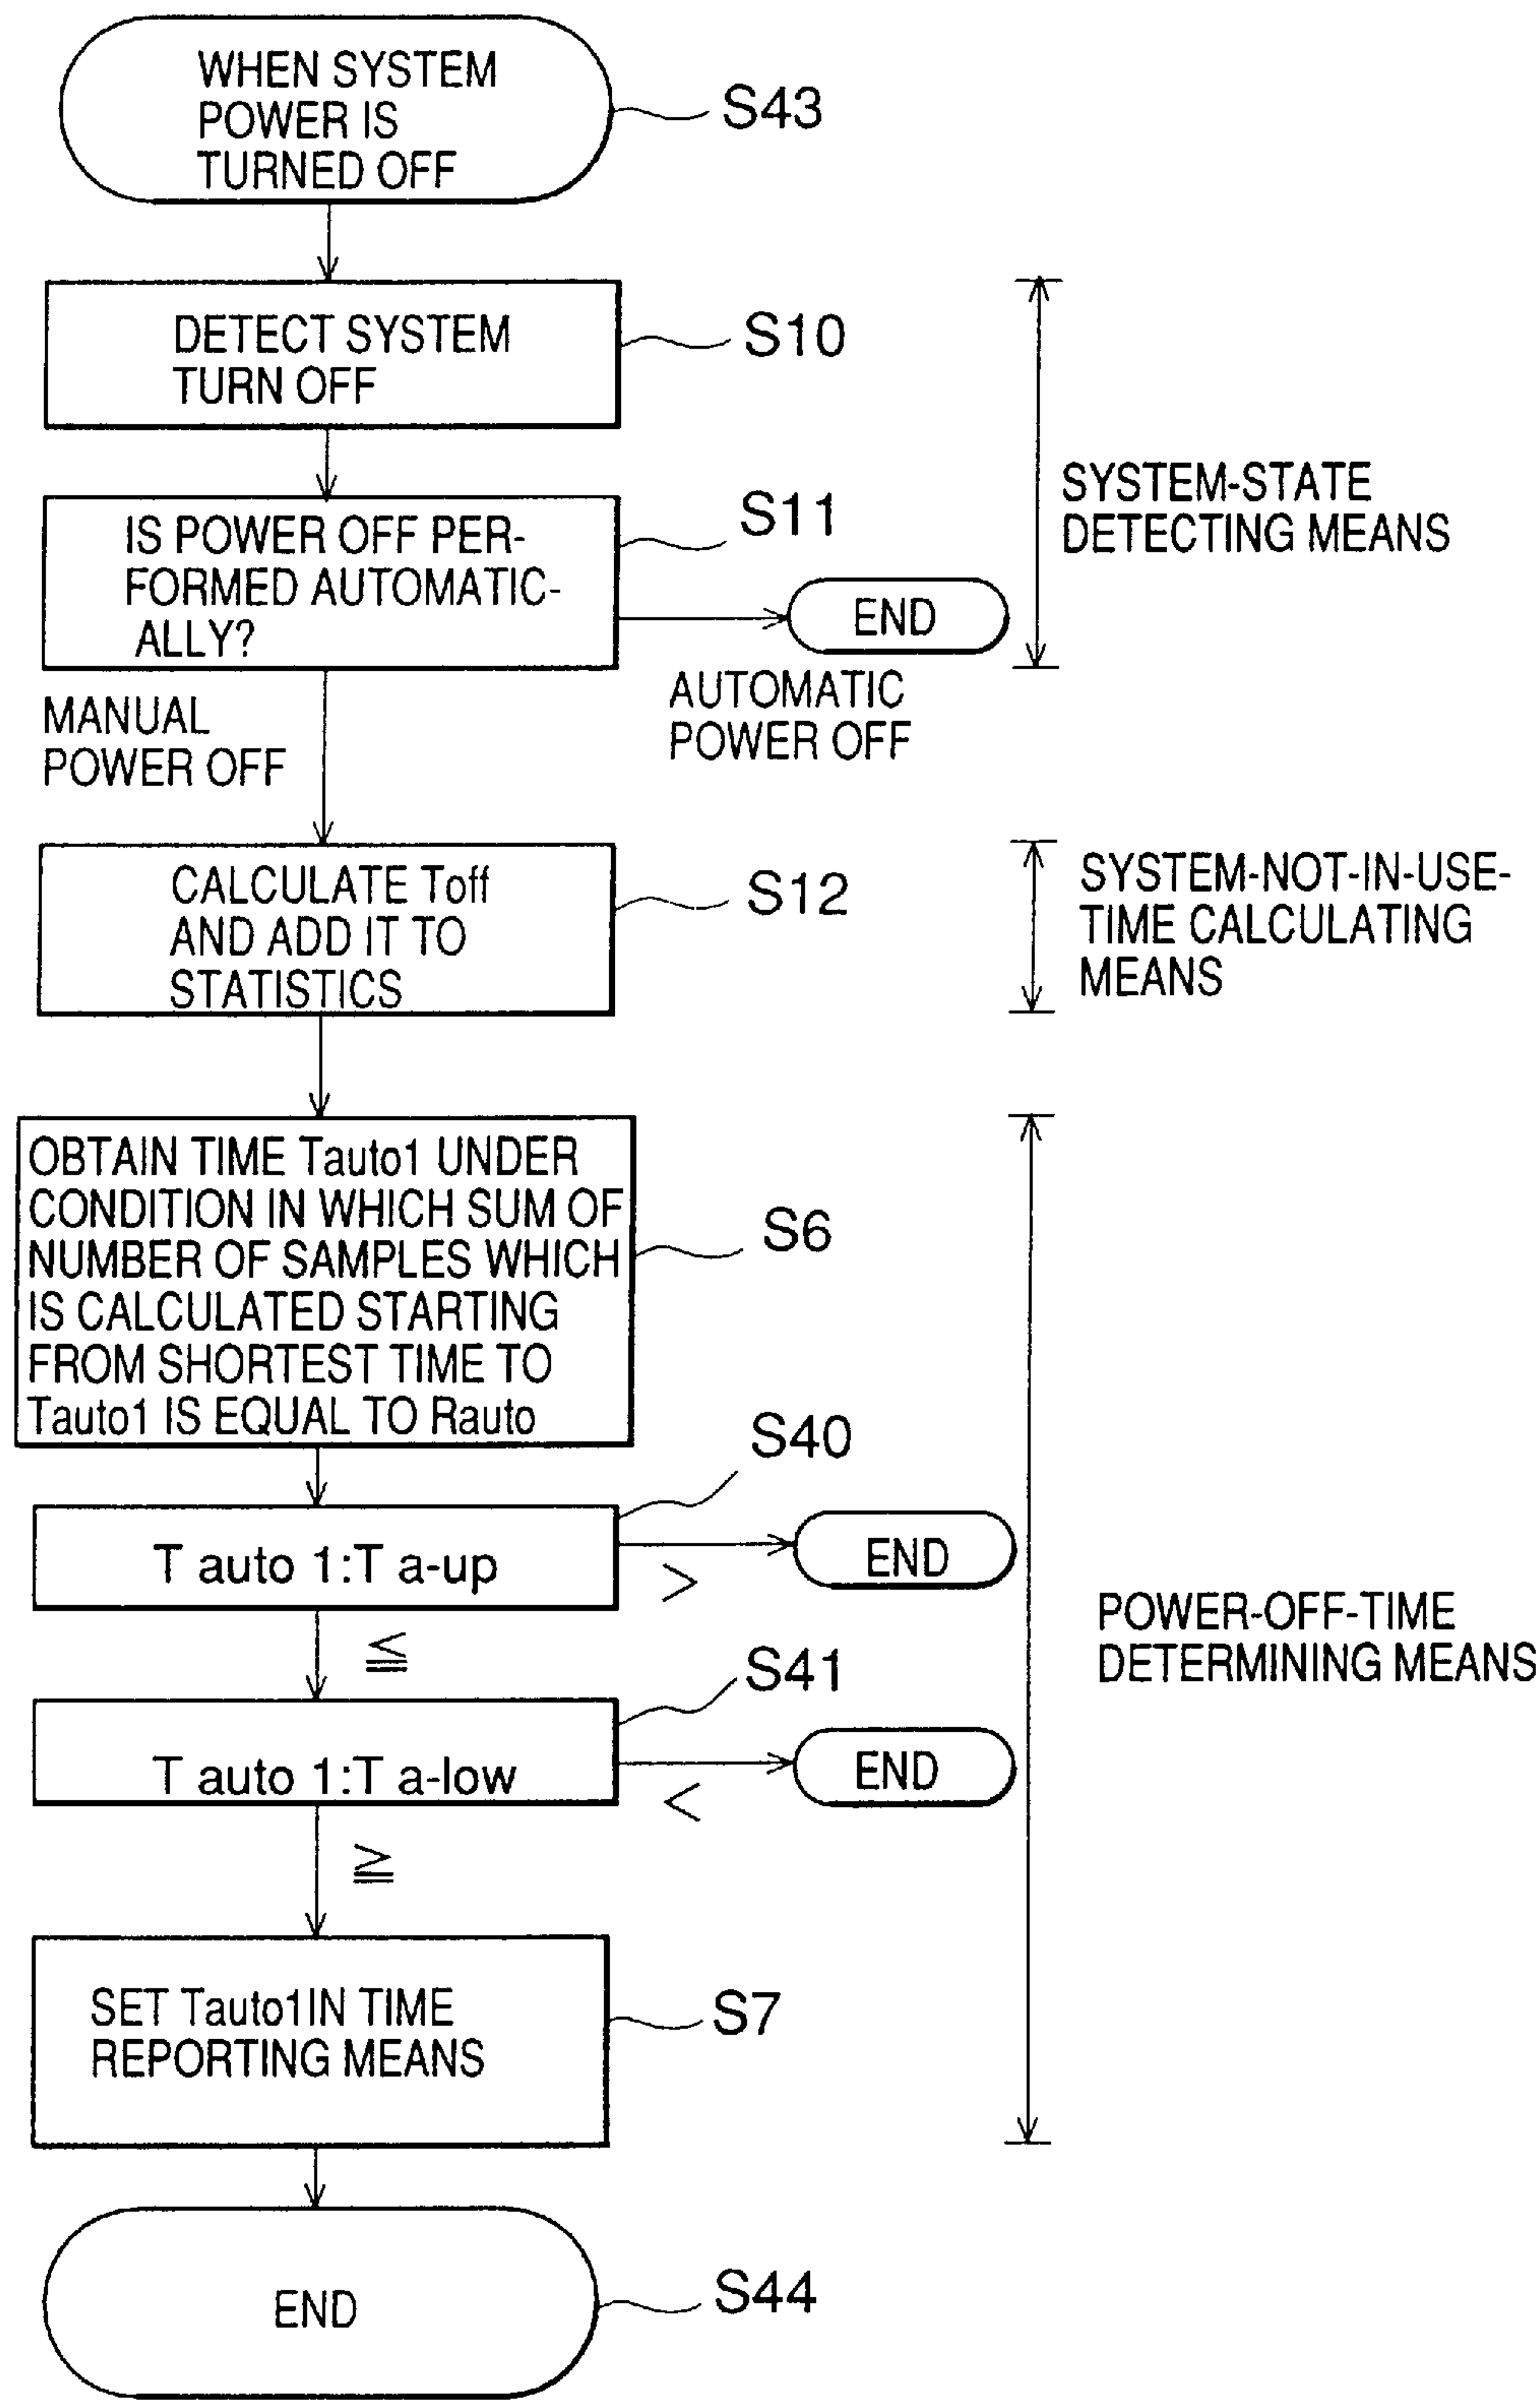 WHEN SYSTEM
POWER IS
TURNED OFF
S43
DETECT SYSTEM
TURN OFF
S10
IS POWER OFF PER-
FORMED AUTOMATIC-
ALLY?
S11
END
SYSTEM-STATE
DETECTING MEANS
MANUAL
POWER OFF
AUTOMATIC
POWER OFF
CALCULATE Toff
AND ADD IT TO
STATISTICS
S12
SYSTEM-NOT-IN-USE-
TIME CALCULATING
MEANS
OBTAIN TIME Tauto1 UNDER
CONDITION IN WHICH SUM OF
NUMBER OF SAMPLES WHICH
IS CALCULATED STARTING
FROM SHORTEST TIME TO
Tauto1 IS EQUAL TO Rauto
S6
S40
T auto 1:T a-up
>
END
≦
S41
T auto 1:T a-low
<
END
≧
POWER-OFF-TIME
DETERMINING MEANS
SET Tauto1IN TIME
REPORTING MEANS
S7
END
S44